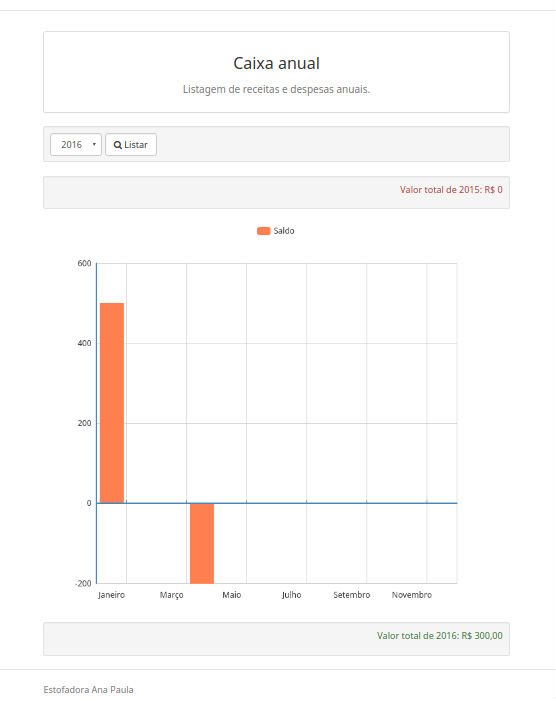 Caixa anual
Listagem de receitas e despesas anuais.
2016 Listar
Valor total de 2015: R$ 0
Saldo
600
400
200
0
-200
Janeiro Março Maio Julho Setembro Novembro
Valor total de 2016: R$ 300,00
Estofadora Ana Paula